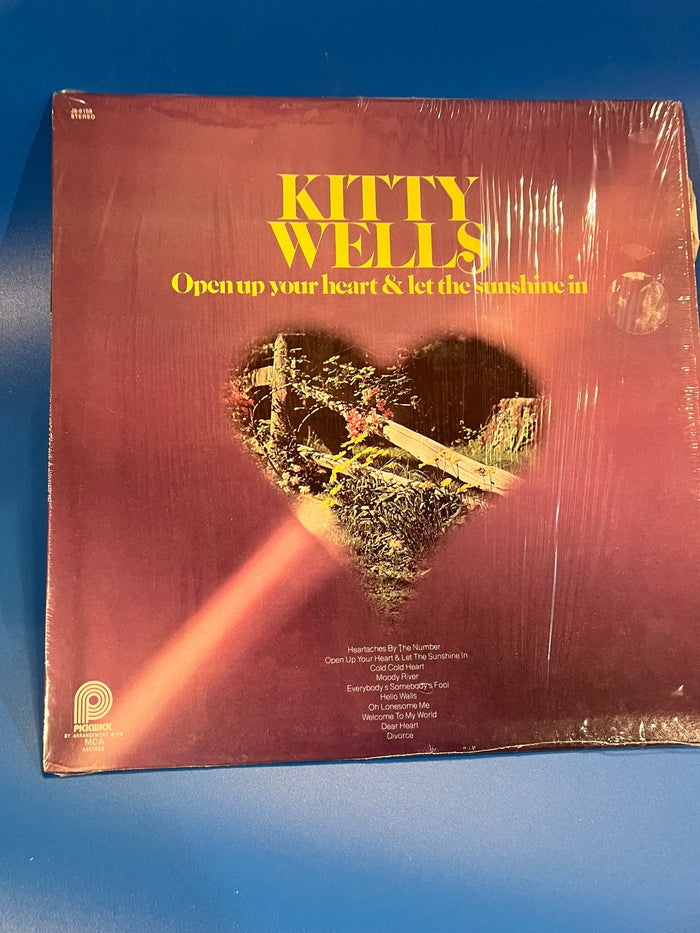 JS-6158
STEREO
KITTY
WELLS
Open up your heart & let the sunshine in
Heartaches By The Number
Open Up Your Heart & Let The Sunshine In
Cold Cold Heart
Moody River
Everybody's Somebody's Fool
Hello Walls
Oh Lonesome Me
Welcome To My World
Dear Heart
Divorce
PICKWICK
BY ARRANGEMENT WITH
MCA
RECORDS